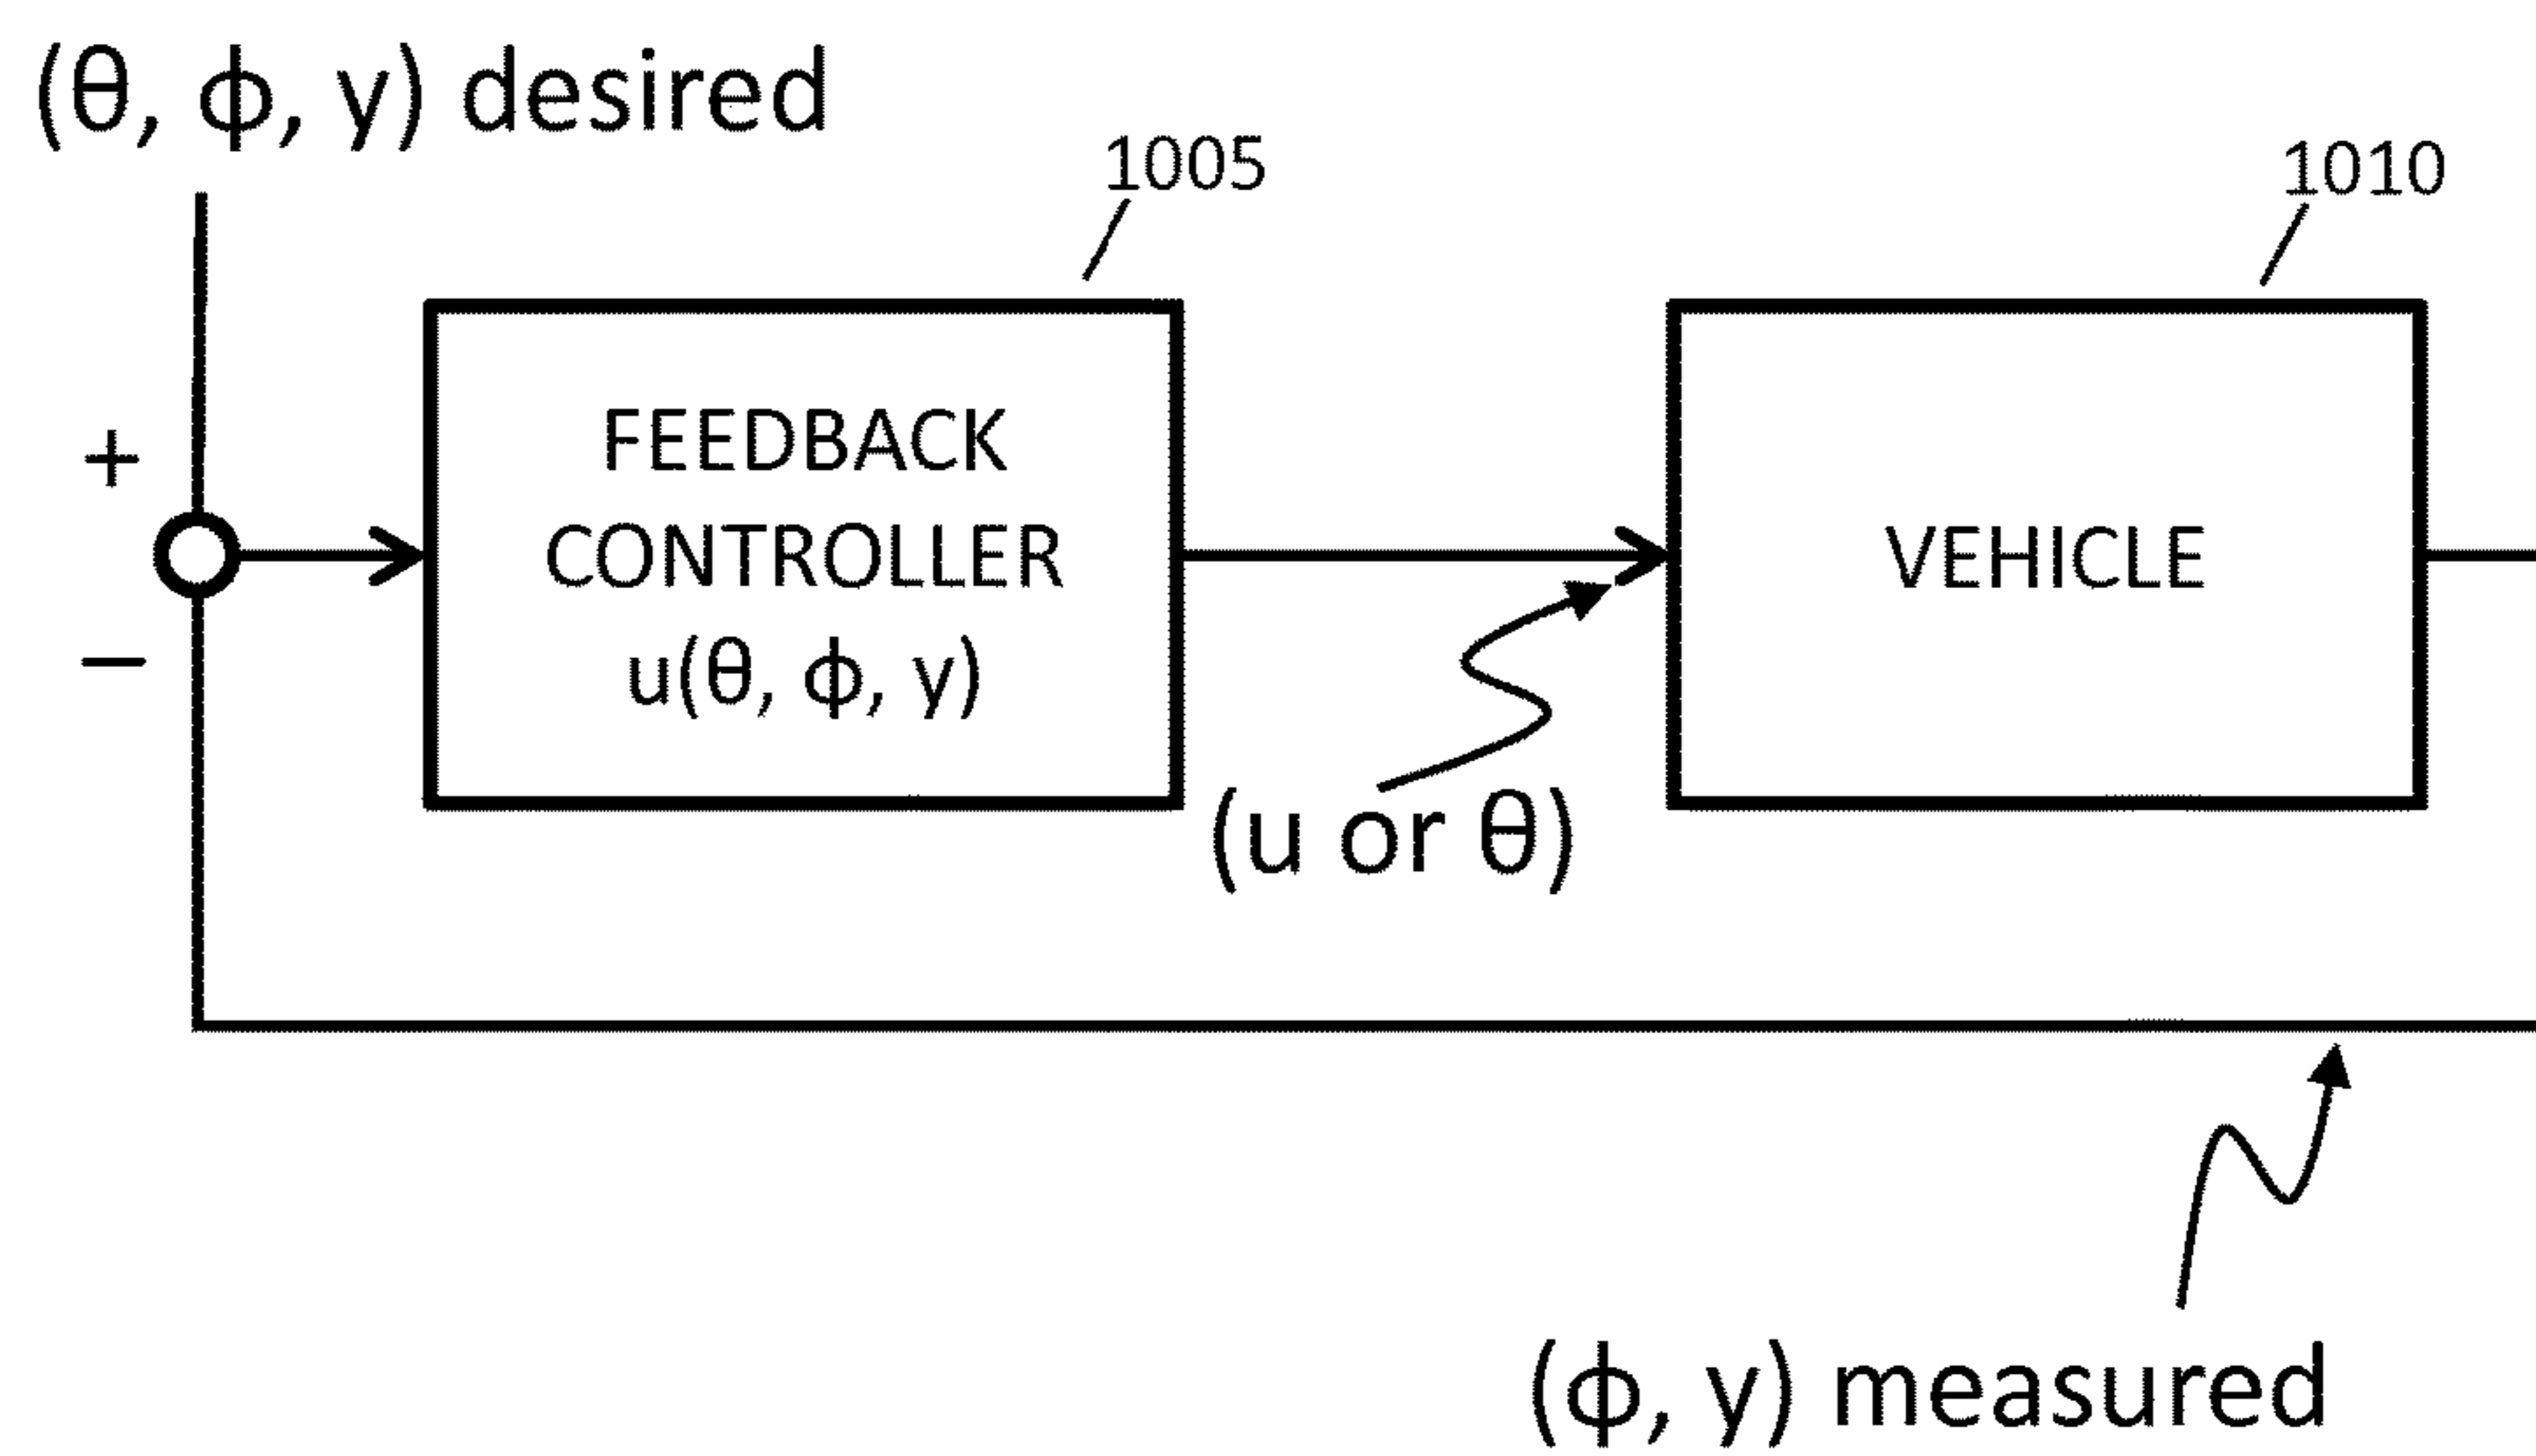 (θ, ϕ, y) desired
1005
1010
+
FEEDBACK
CONTROLLER
u(θ, ϕ, y)
VEHICLE
−
(u or θ)
(ϕ, y) measured